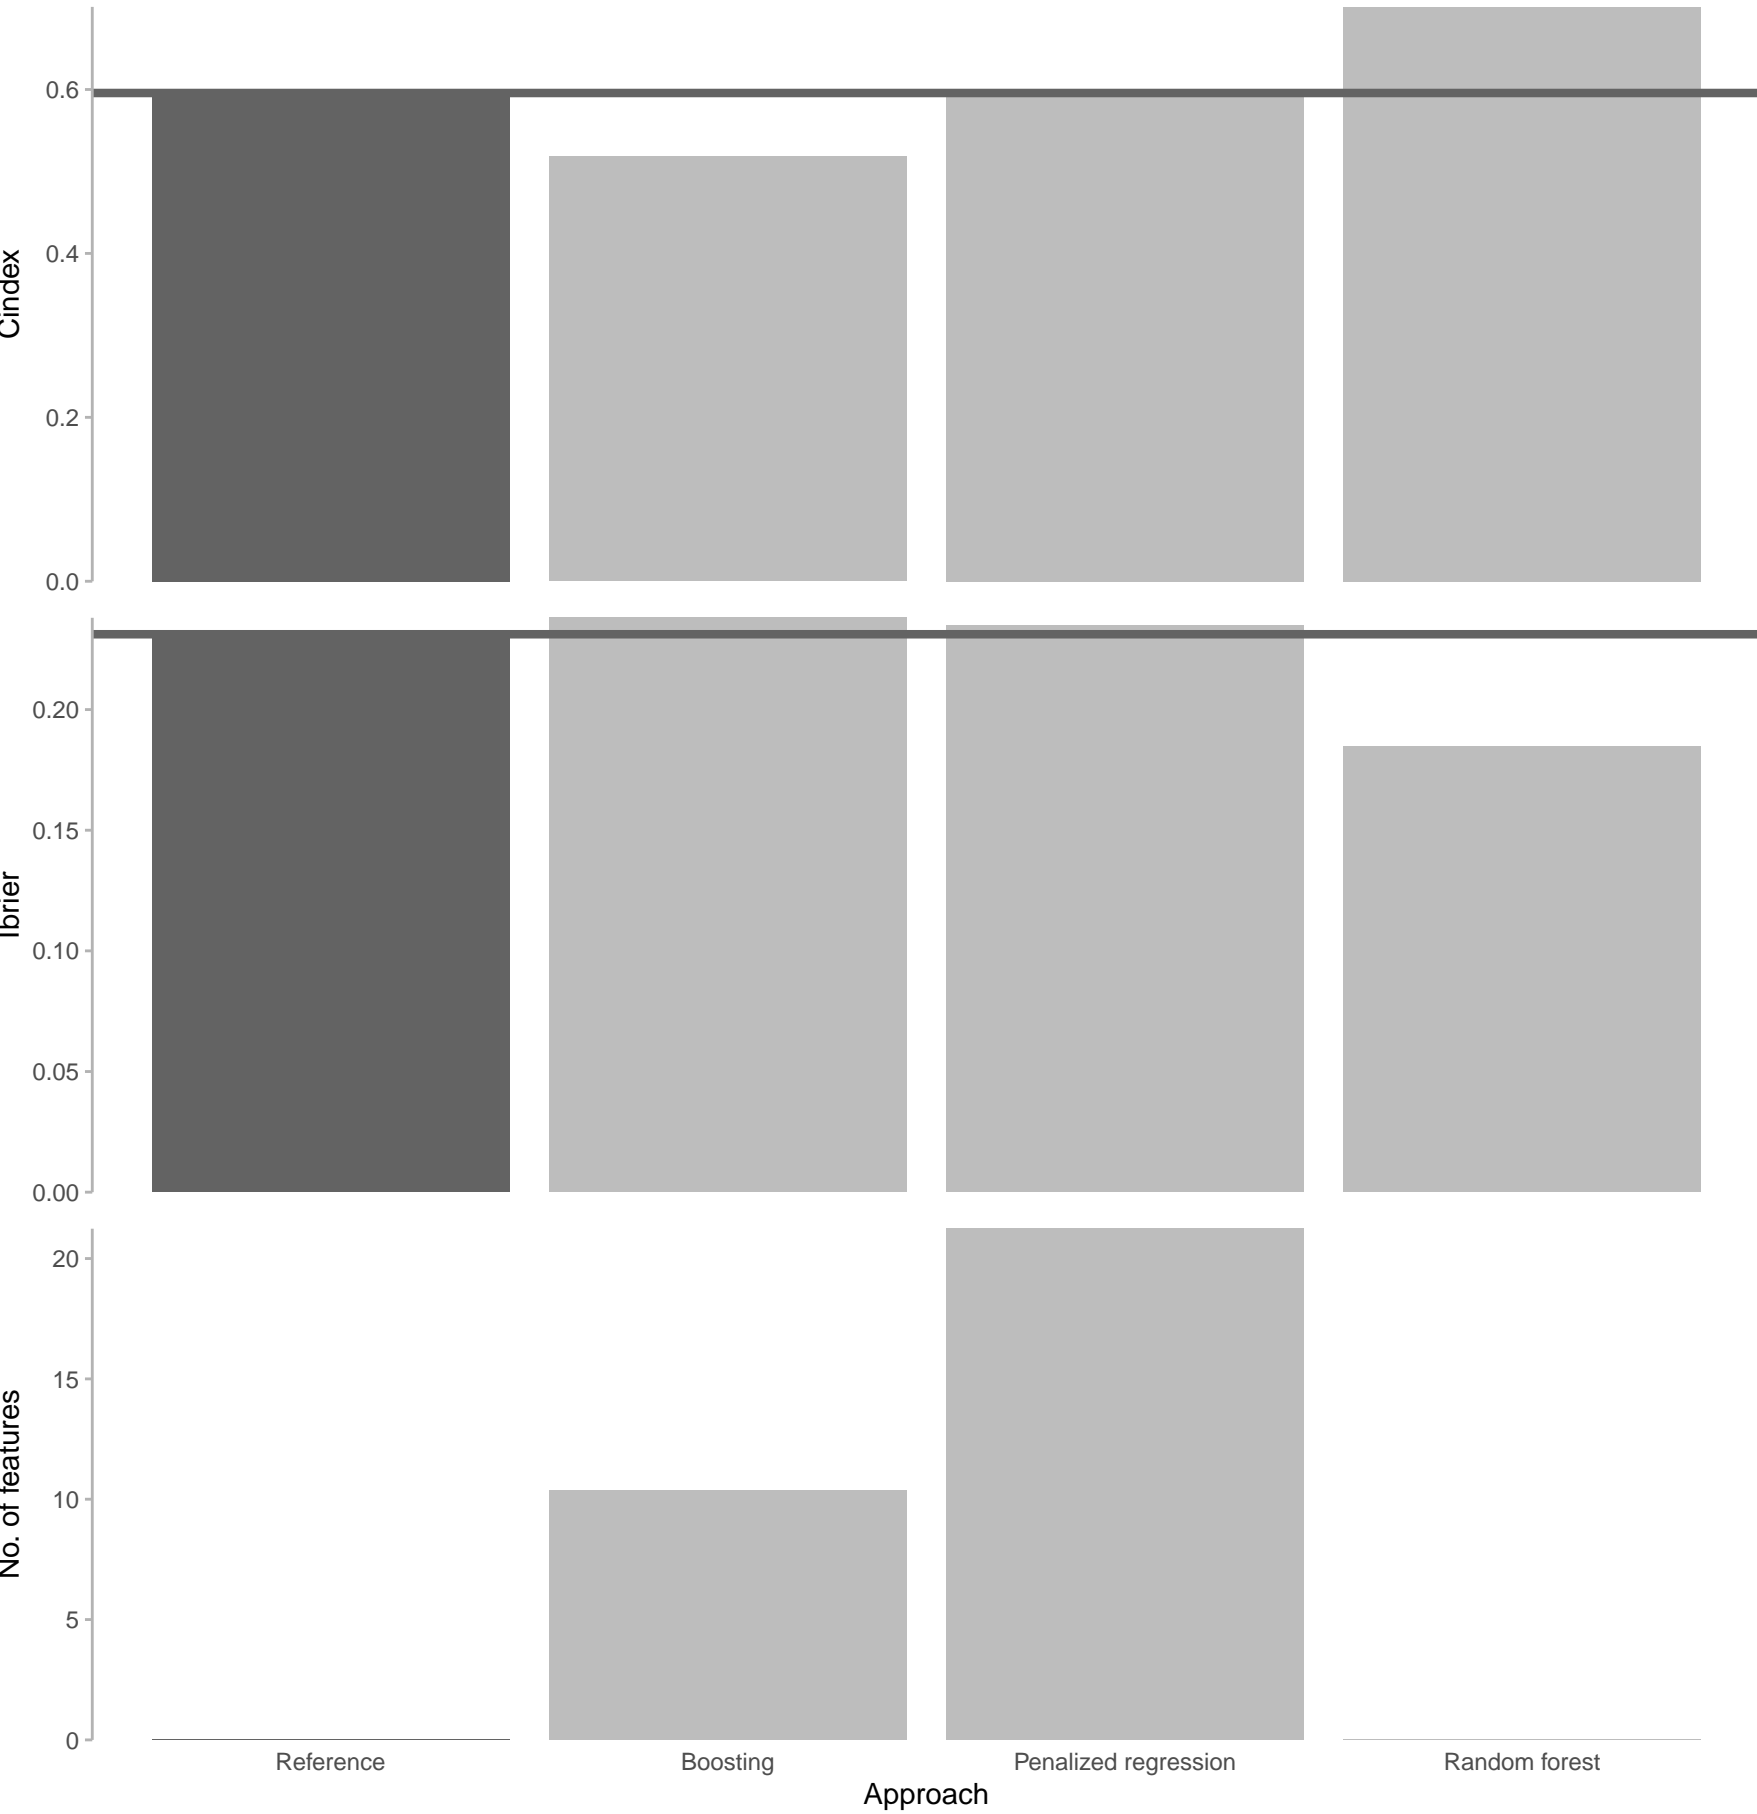 Cindex
0.6
0.4
0.2
0.0
Ibrier
0.20
0.15
0.10
0.05
0.00
No. of features
20
15
10
5
0
Reference
Boosting
Penalized regression
Random forest
Approach